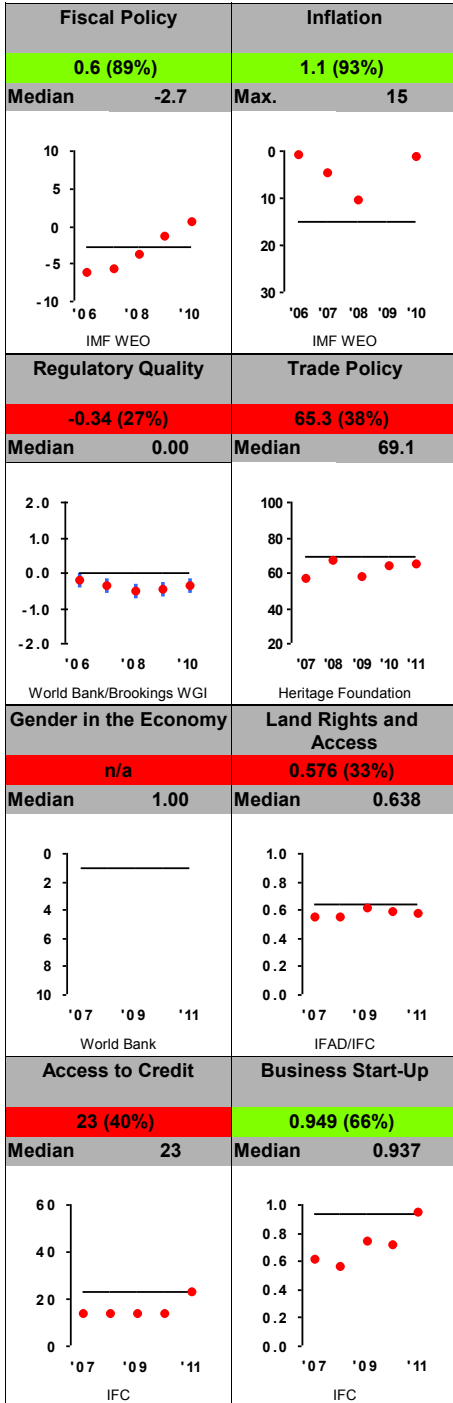 Fiscal Policy
0.6 (89%)
Median -2.7
10
5
0
-5
-10
'06 '08 '10
IMF WEO
Inflation
1.1 (93%)
Max. 15
0
10
20
30
'06 '07 '08 '09 '10
IMF WEO
Regulatory Quality
-0.34 (27%)
Median 0.00
2.0
1.0
0.0
-1.0
-2.0
'06 '08 '10
World Bank/Brookings WGI
Trade Policy
65.3 (38%)
Median 69.1
100
80
60
40
20
'07 '08 '09 '10 '11
Heritage Foundation
Gender in the Economy
n/a
Median 1.00
0
2
4
6
8
10
'07 '09 '11
World Bank
Land Rights and
Access
0.576 (33%)
Median 0.638
1.0
0.8
0.6
0.4
0.2
0.0
'07 '09 '11
IFAD/IFC
Access to Credit
23 (40%)
Median 23
60
40
20
0
'07 '09 '11
IFC
Business Start-Up
0.949 (66%)
Median 0.937
1.0
0.8
0.6
0.4
0.2
0.0
'07 '09 '11
IFC